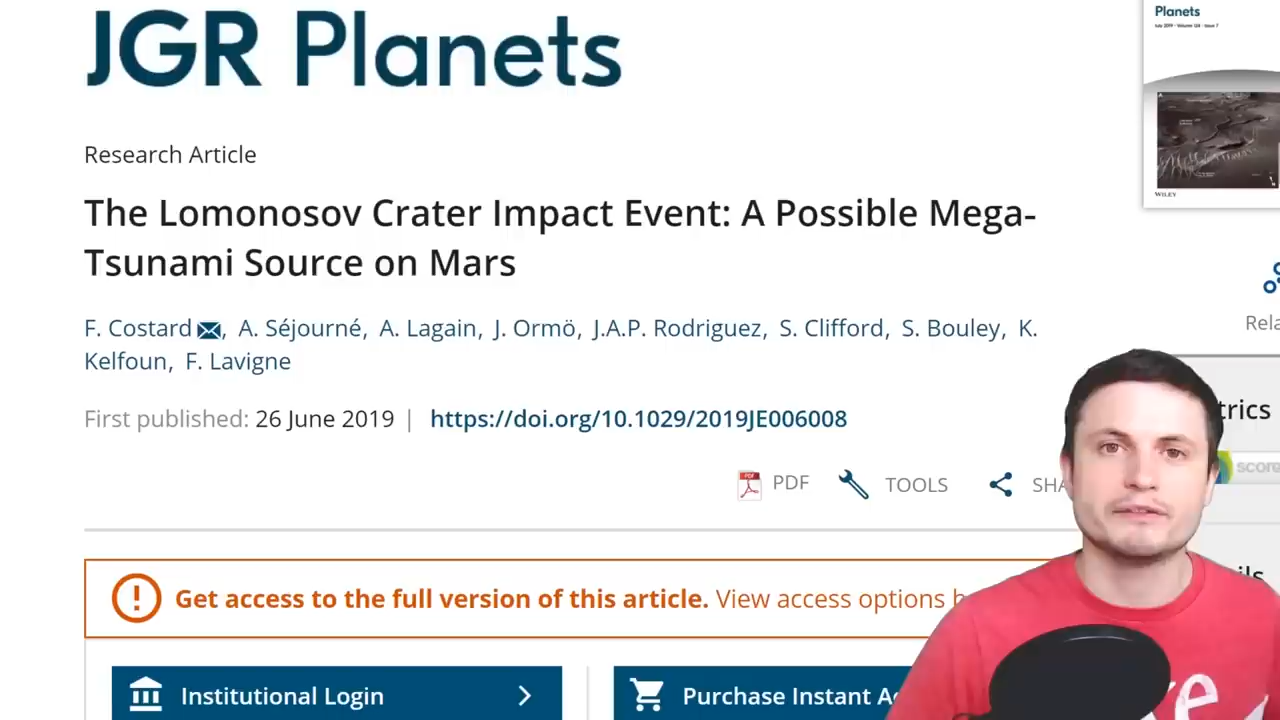 JGR Planets
Planets
Research Article
The Lomonosov Crater Impact Event: A Possible Mega-
Tsunami Source on Mars
WILEY
F. Costard, A. Séjourné, A. Lagain, J. Ormö, J.A.P. Rodriguez, S. Clifford, S. Bouley, K.
Kelfoun, F. Lavigne
First published: 26 June 2019 | https://doi.org/10.1029/2019JE006008
PDF TOOLS
score
Get access to the full version of this article. View access options
Institutional Login
Purchase Instant